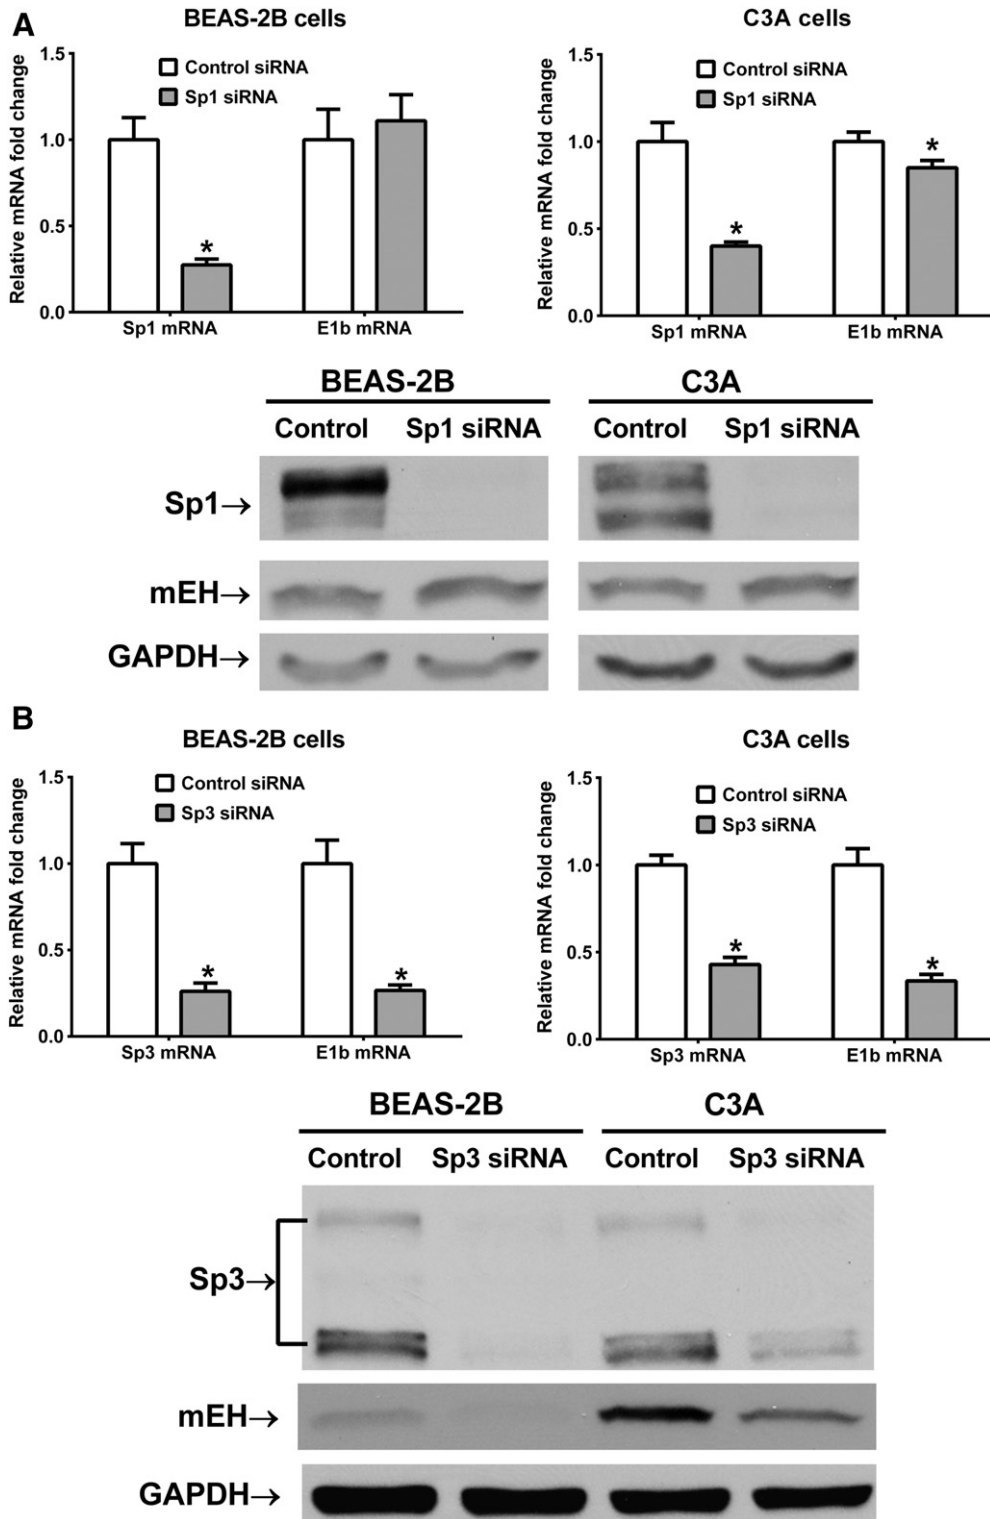 A
BEAS-2B cells
C3A cells
Relative mRNA fold change
1.5
1.0
0.5
0.0
Control siRNA
Sp1 siRNA
*
Sp1 mRNA
E1b mRNA
Relative mRNA fold change
1.5
1.0
0.5
0.0
Control siRNA
Sp1 siRNA
*
*
Sp1 mRNA
E1b mRNA
BEAS-2B
C3A
Control
Sp1 siRNA
Control
Sp1 siRNA
Sp1→
mEH→
GAPDH→
B
BEAS-2B cells
C3A cells
Relative mRNA fold change
1.5
1.0
0.5
0.0
Control siRNA
Sp3 siRNA
*
*
Sp3 mRNA
E1b mRNA
Relative mRNA fold change
1.5
1.0
0.5
0.0
Control siRNA
Sp3 siRNA
*
*
Sp3 mRNA
E1b mRNA
BEAS-2B
C3A
Control
Sp3 siRNA
Control
Sp3 siRNA
Sp3→
mEH→
GAPDH→